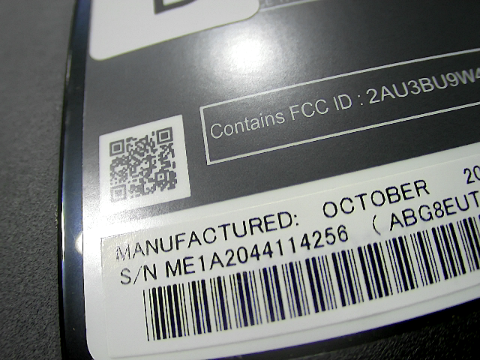 Contains FCC ID : 2AU3BU9W4
MANUFACTURED: OCTOBER 20
S/N ME1A2044114256 ( ABG8EUT